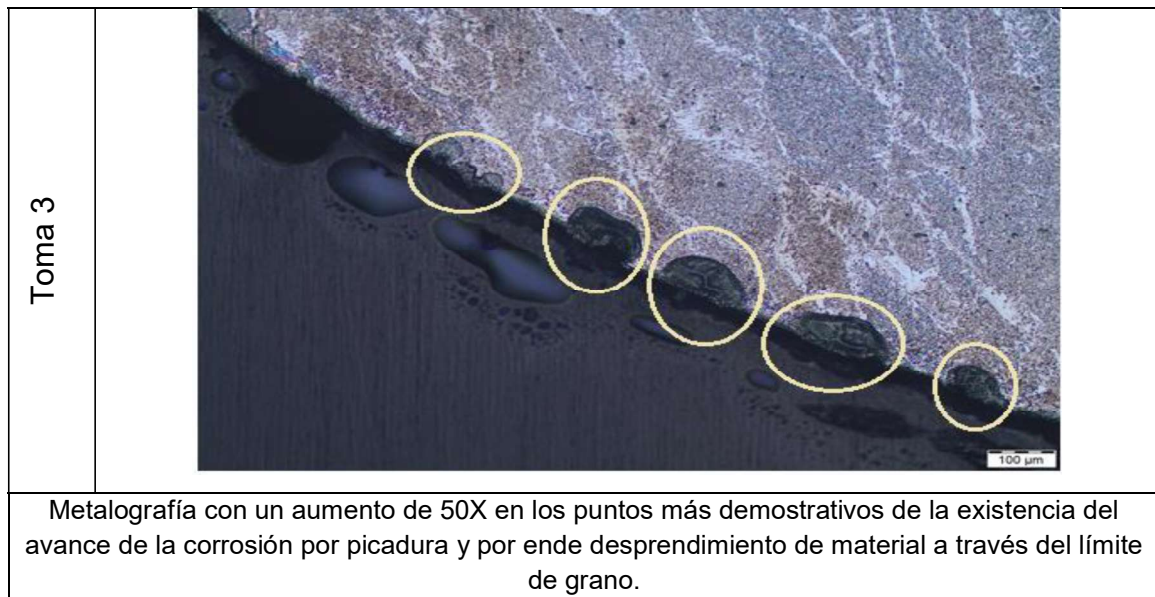 Toma 3
100 µm
Metalografía con un aumento de 50X en los puntos más demostrativos de la existencia del
avance de la corrosión por picadura y por ende desprendimiento de material a través del límite
de grano.